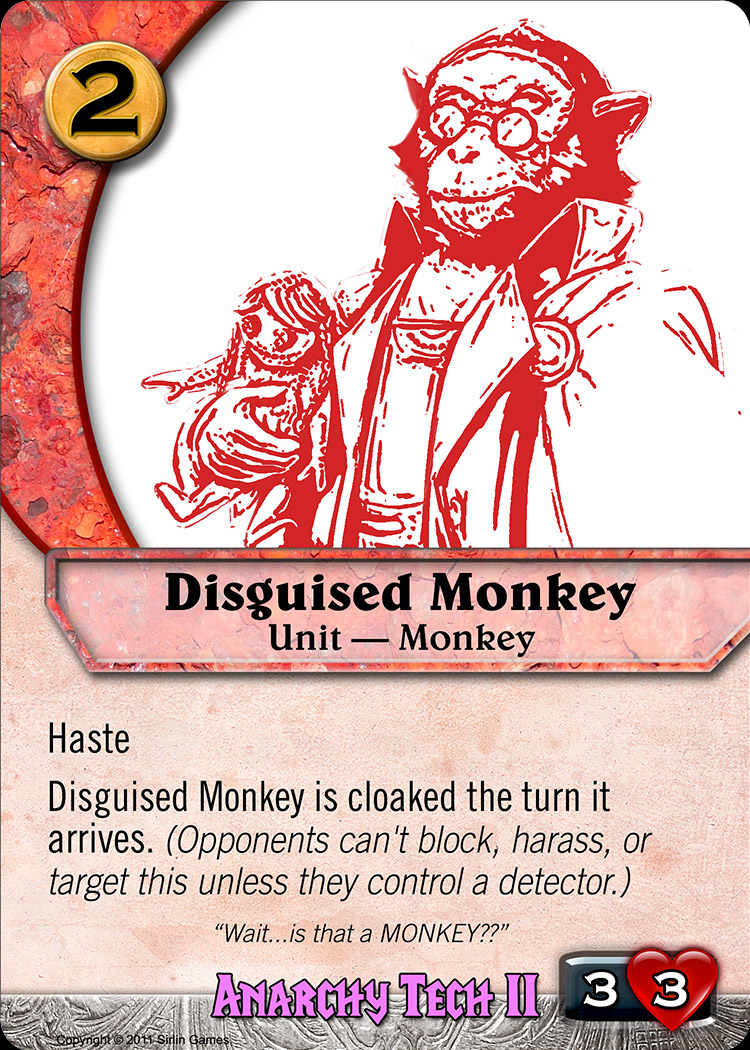 2
Disguised Monkey
Unit — Monkey
Haste
Disguised Monkey is cloaked the turn it
arrives. (Opponents can't block, harass, or
target this unless they control a detector.)
“Wait...is that a MONKEY??”
Anarchy Tech II
3 3
Copyright © 2011 Sirlin Games